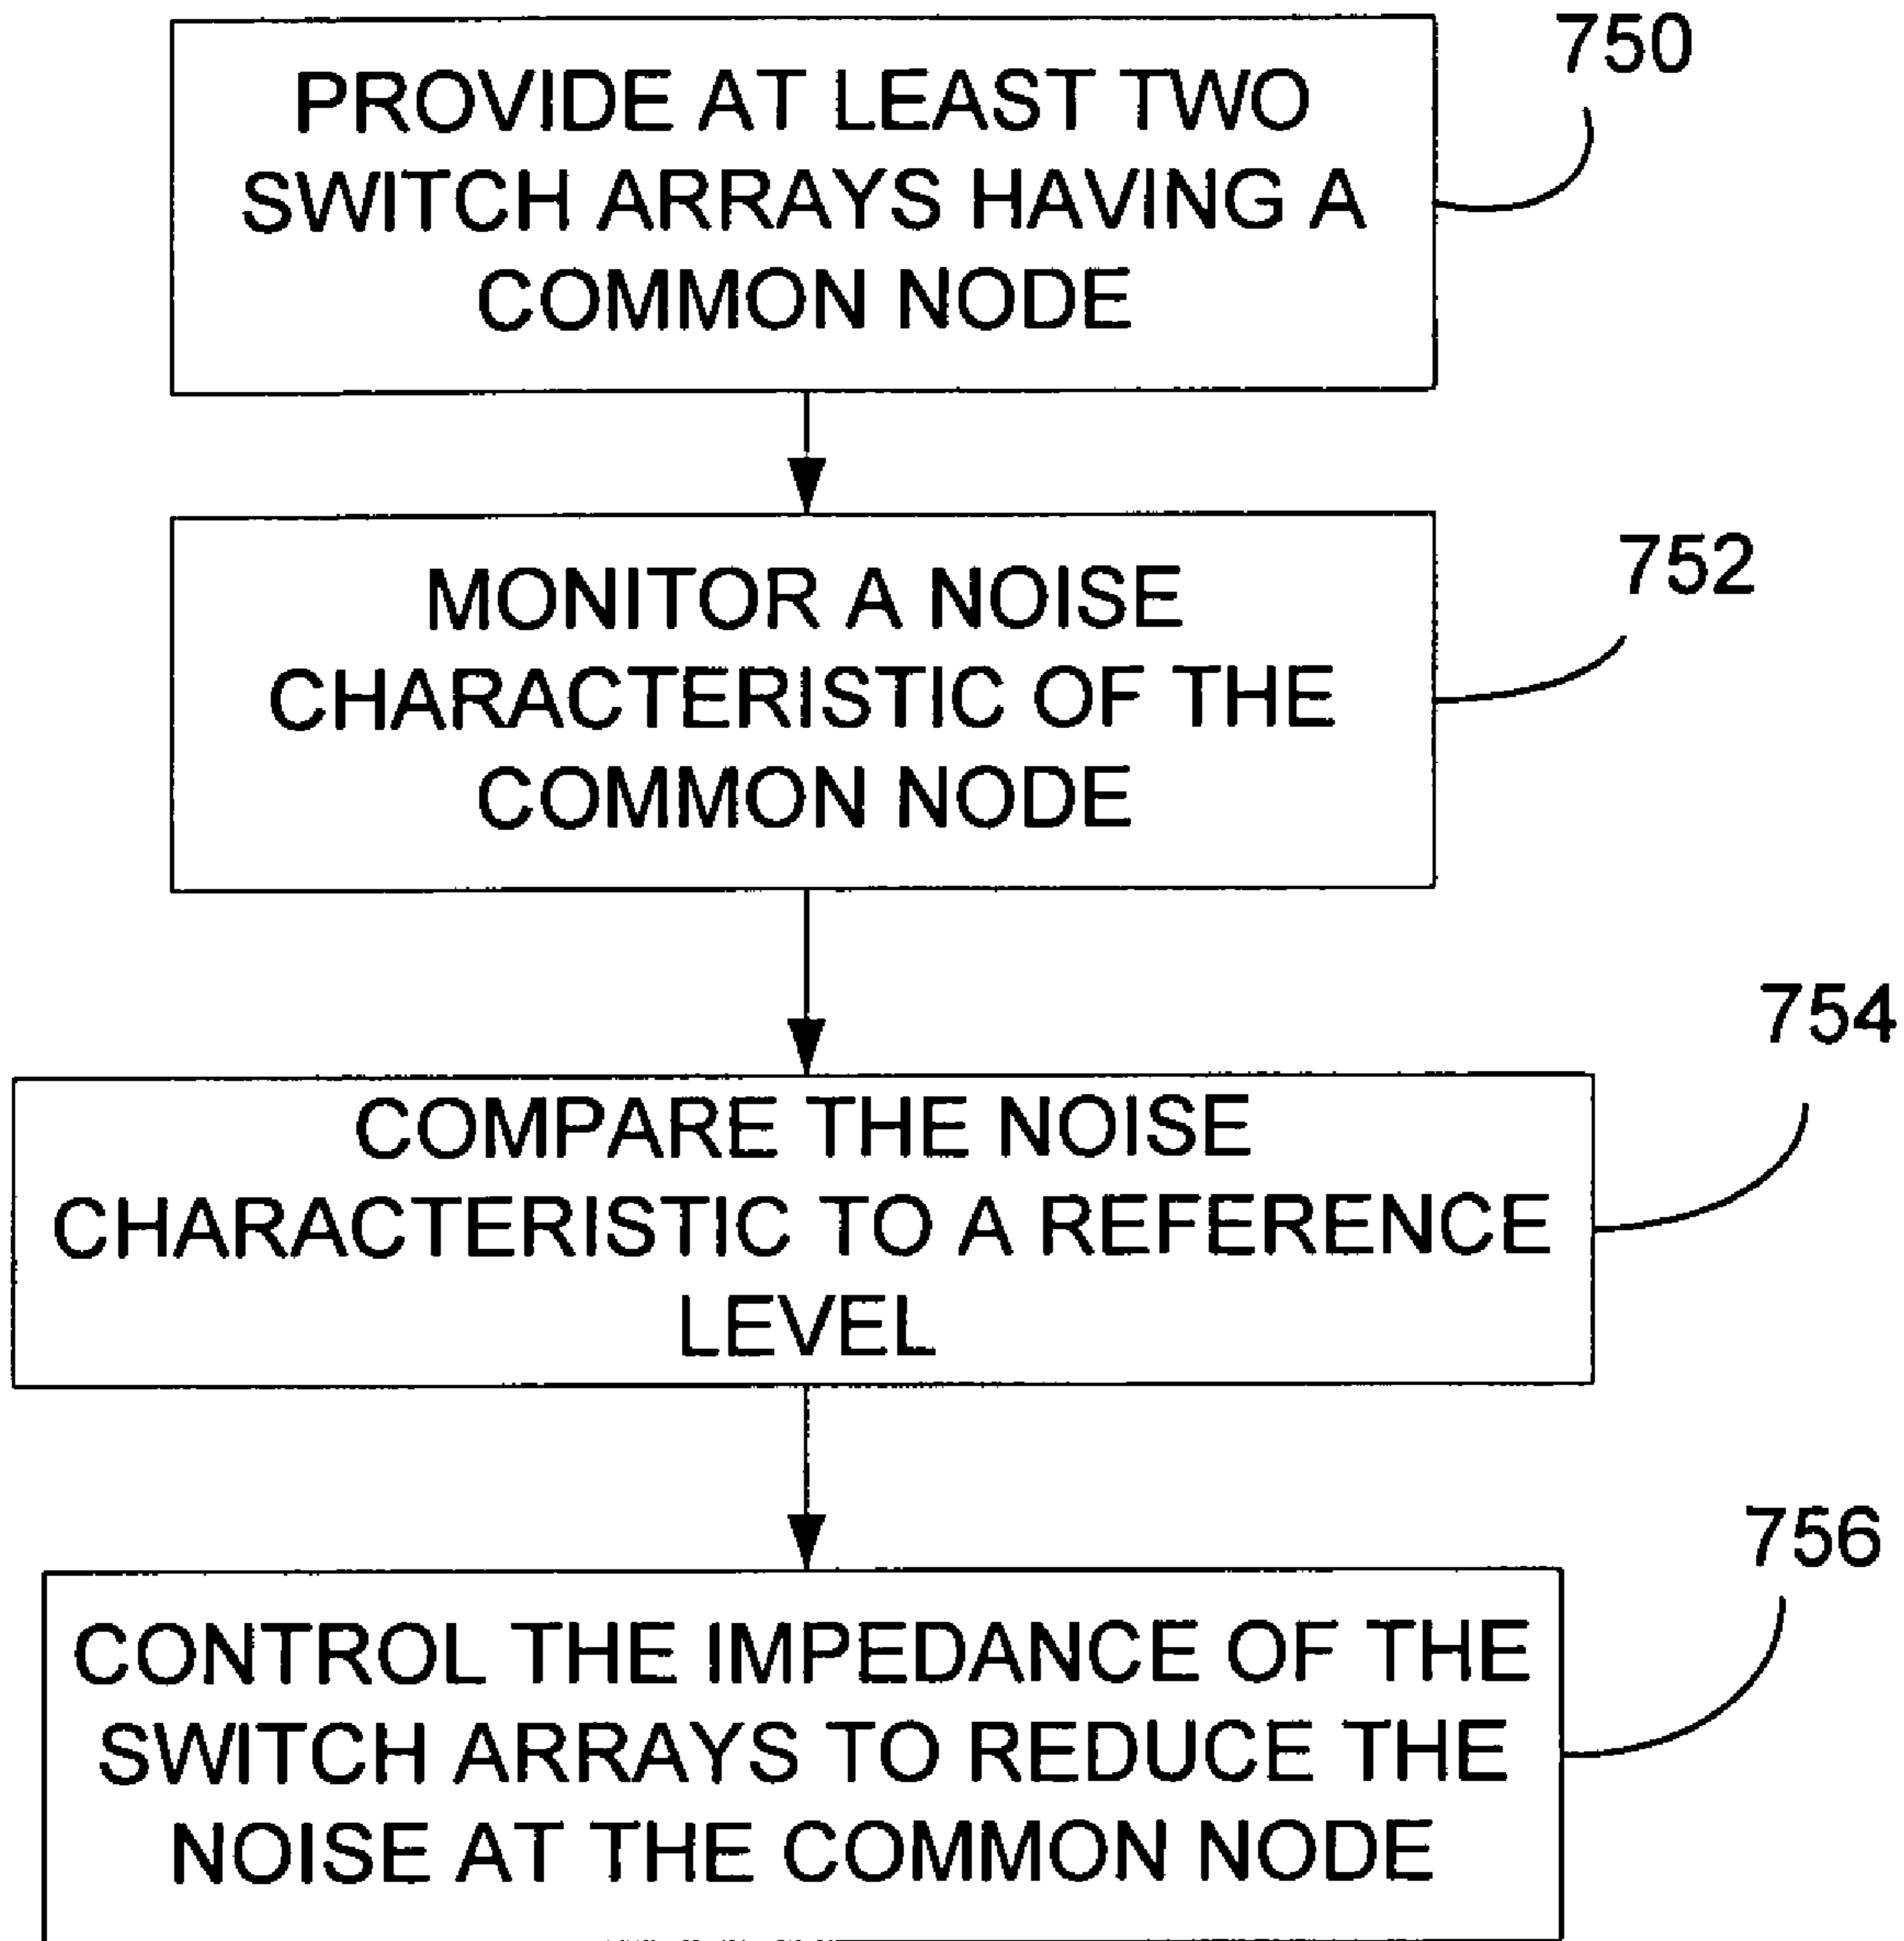 750
PROVIDE AT LEAST TWO
SWITCH ARRAYS HAVING A
COMMON NODE
752
MONITOR A NOISE
CHARACTERISTIC OF THE
COMMON NODE
754
COMPARE THE NOISE
CHARACTERISTIC TO A REFERENCE
LEVEL
756
CONTROL THE IMPEDANCE OF THE
SWITCH ARRAYS TO REDUCE THE
NOISE AT THE COMMON NODE